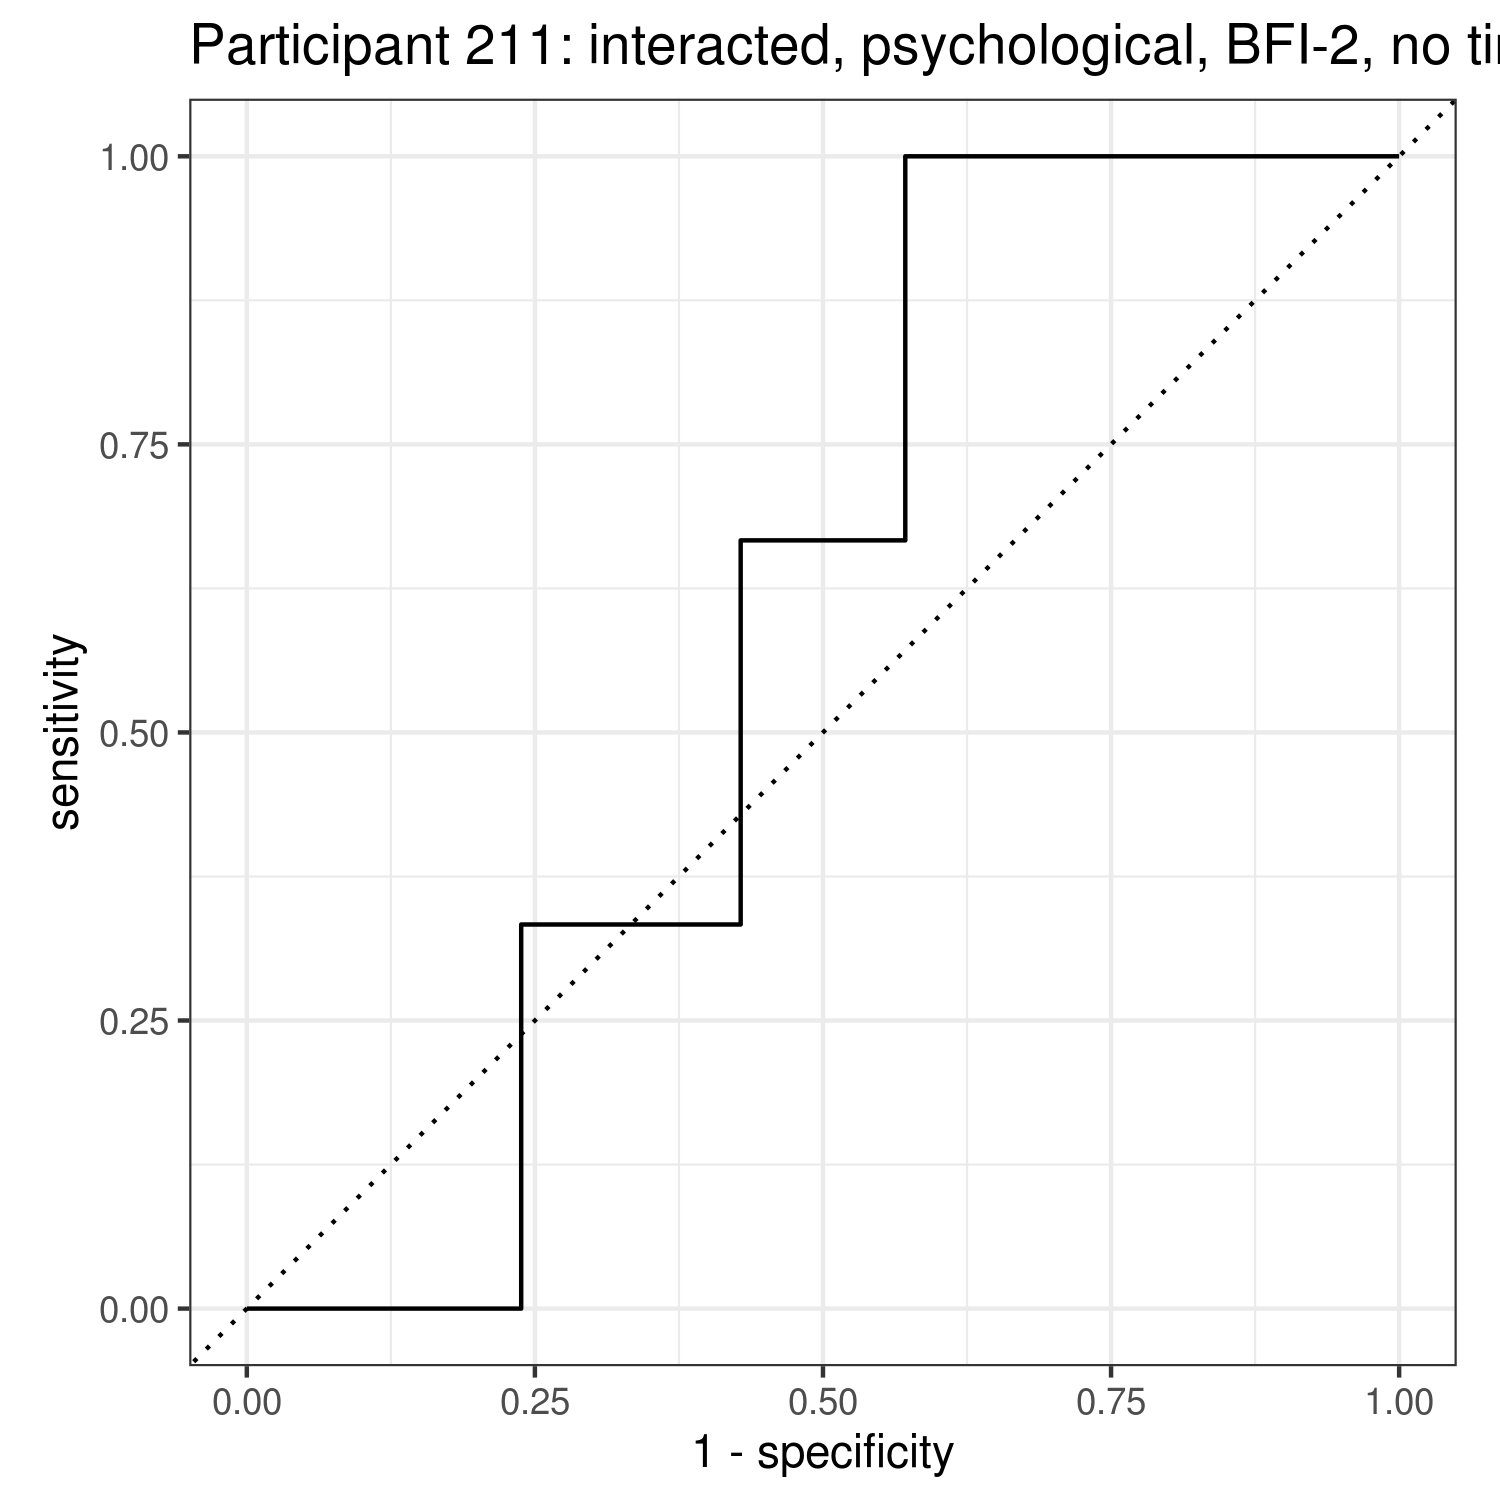 Participant 211: interacted, psychological, BFI-2, no
1.00
0.75
0.50
0.25
0.00
sensitivity
0.00 0.25 0.50 0.75 1.00
1 - specificity